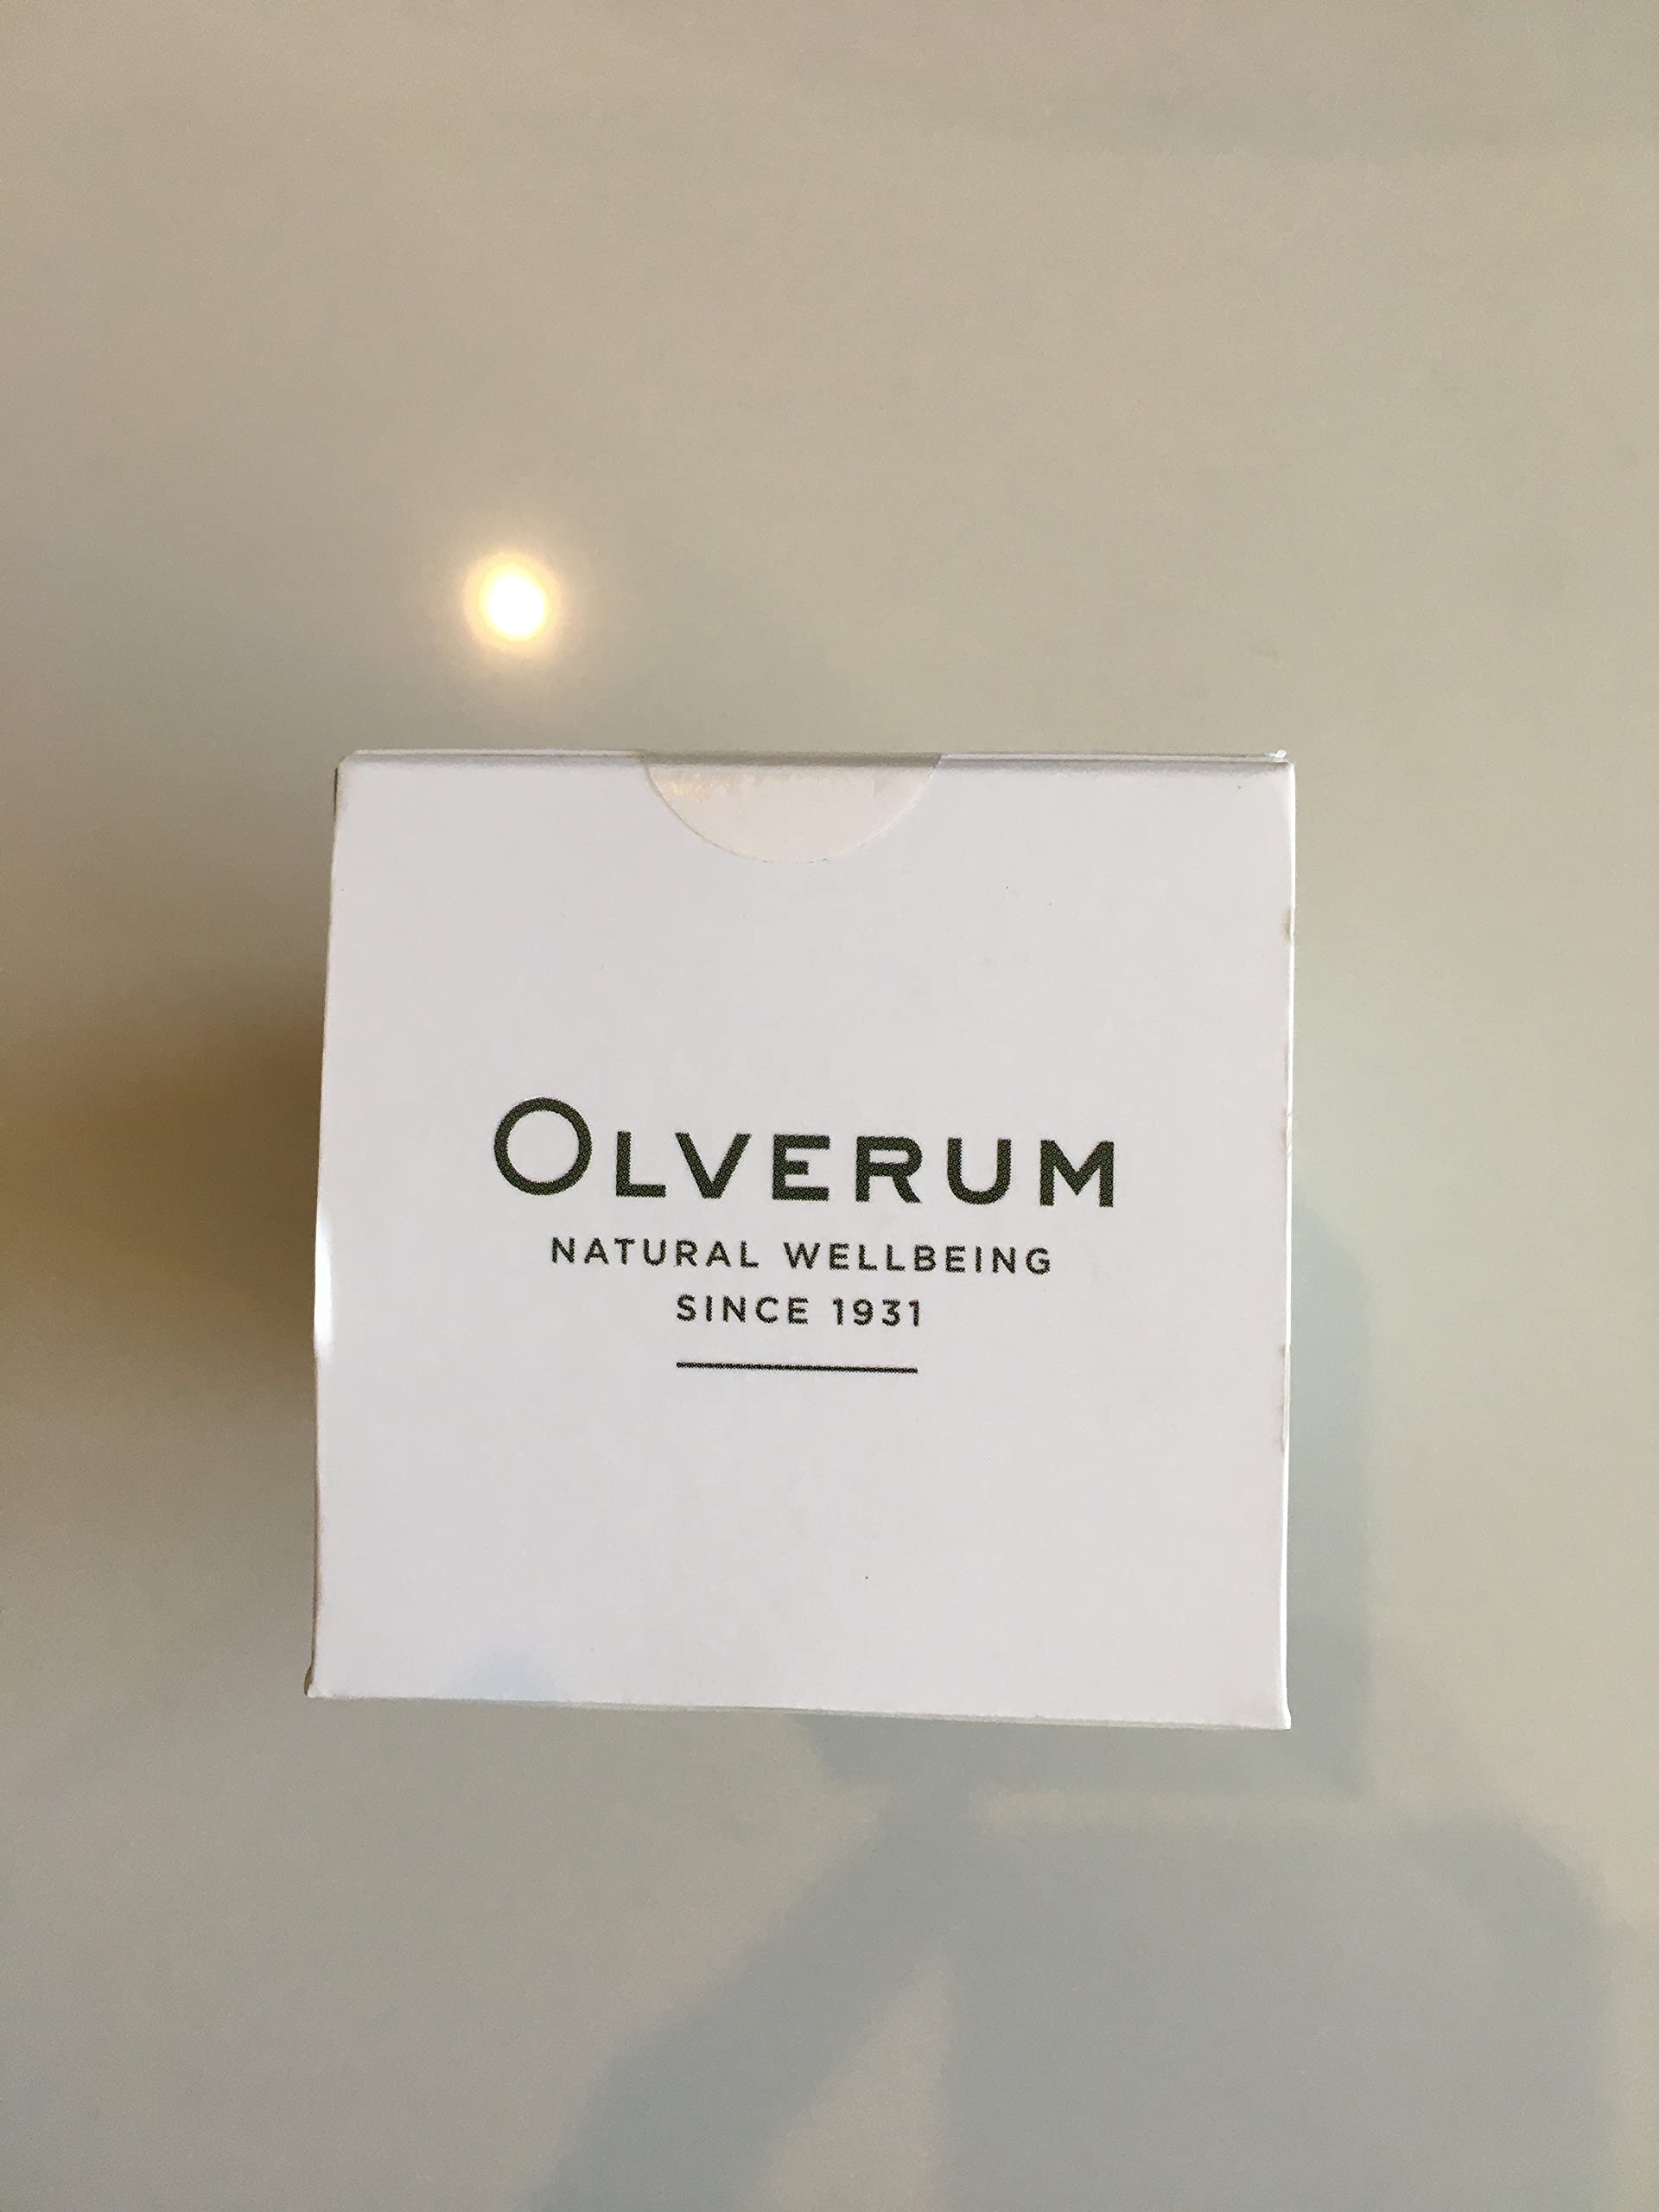 OLVERUM
NATURAL WELLBEING
SINCE 1931